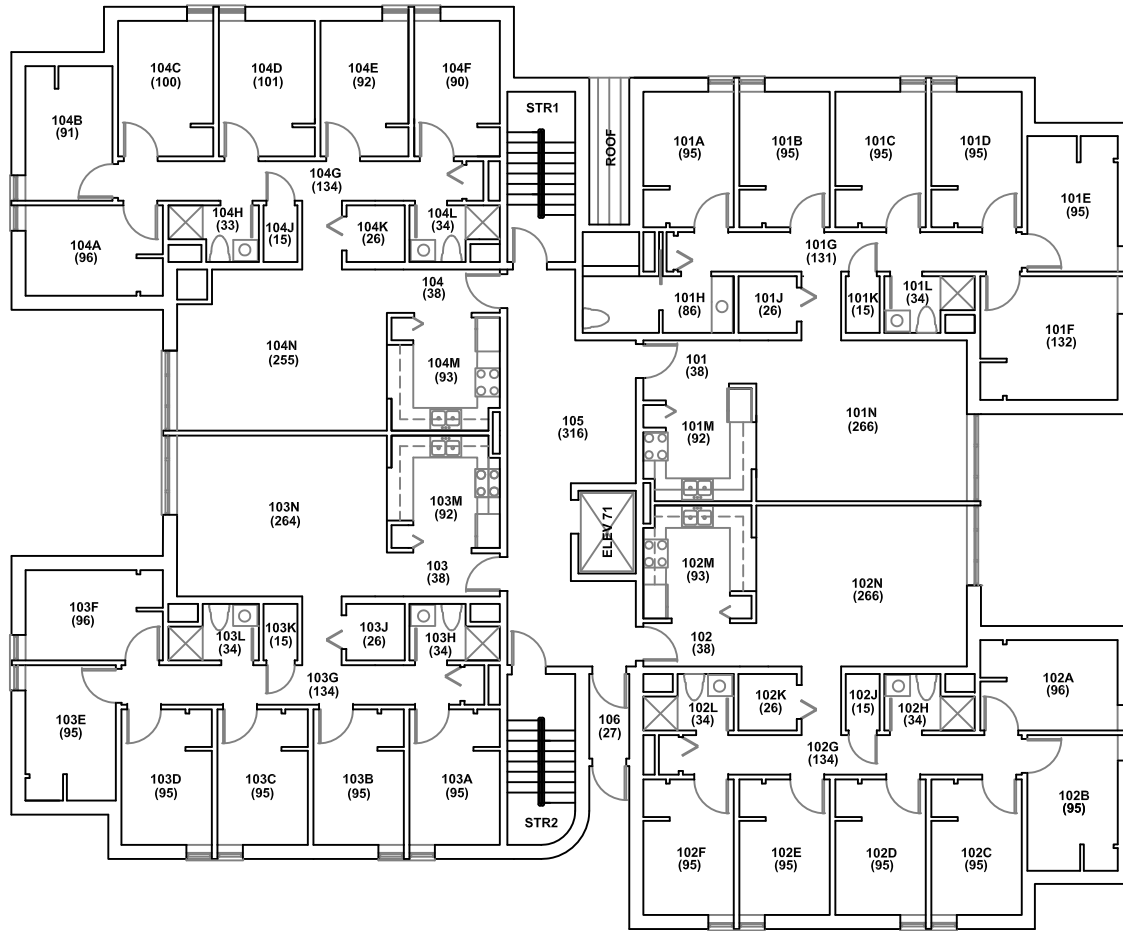 104C
(100)
104D
(101)
104E
(92)
104F
(90)
104B
(91)
STR1
ROOF
101A
(95)
101B
(95)
101C
(95)
101D
(95)
104G
(134)
101E
(95)
104A
(96)
104H
(33)
104J
(15)
104K
(26)
104L
(34)
101G
(131)
104
(38)
101H
(86)
101J
(26)
101K
(15)
101L
(34)
101F
(132)
104N
(255)
104M
(93)
101
(38)
105
(316)
101M
(92)
101N
(266)
103N
(264)
103M
(92)
ELEV 71
102M
(93)
103
(38)
102N
(266)
103F
(96)
103L
(34)
103K
(15)
103J
(26)
103H
(34)
102
(38)
103G
(134)
102A
(96)
102L
(34)
102K
(26)
102J
(15)
102H
(34)
103E
(95)
106
(27)
102G
(134)
103D
(95)
103C
(95)
103B
(95)
103A
(95)
102B
(95)
STR2
102F
(95)
102E
(95)
102D
(95)
102C
(95)